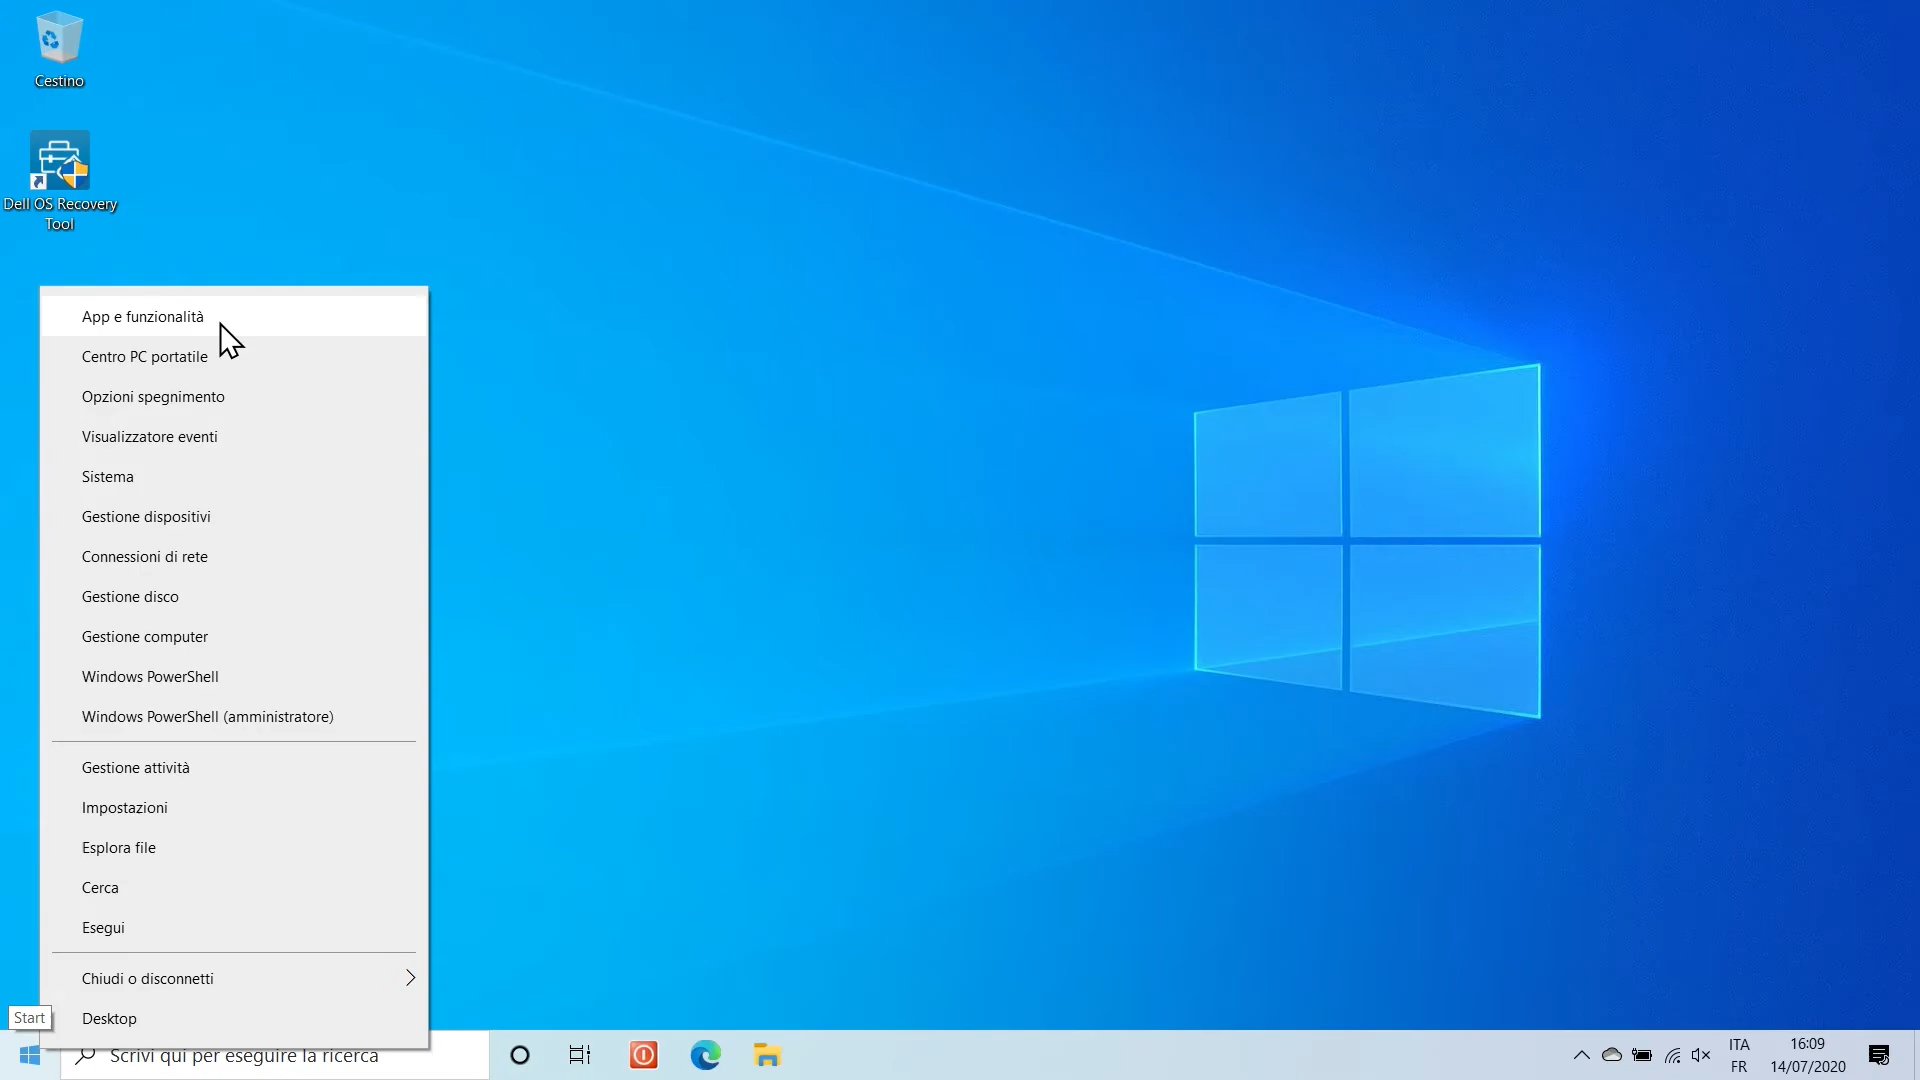 Cestino
Dell OS Recovery
Tool
App e funzionalità
Centro PC portatile
Opzioni spegnimento
Visualizzatore eventi
Sistema
Gestione dispositivi
Connessioni di rete
Gestione disco
Gestione computer
Windows PowerShell
Windows PowerShell (amministratore)
Gestione attività
Impostazioni
Esplora file
Cerca
Esegui
Chiudi o disconnetti
Desktop
Start
Scrivi qui per eseguire la ricerca
ITA
FR
16:09
14/07/2020